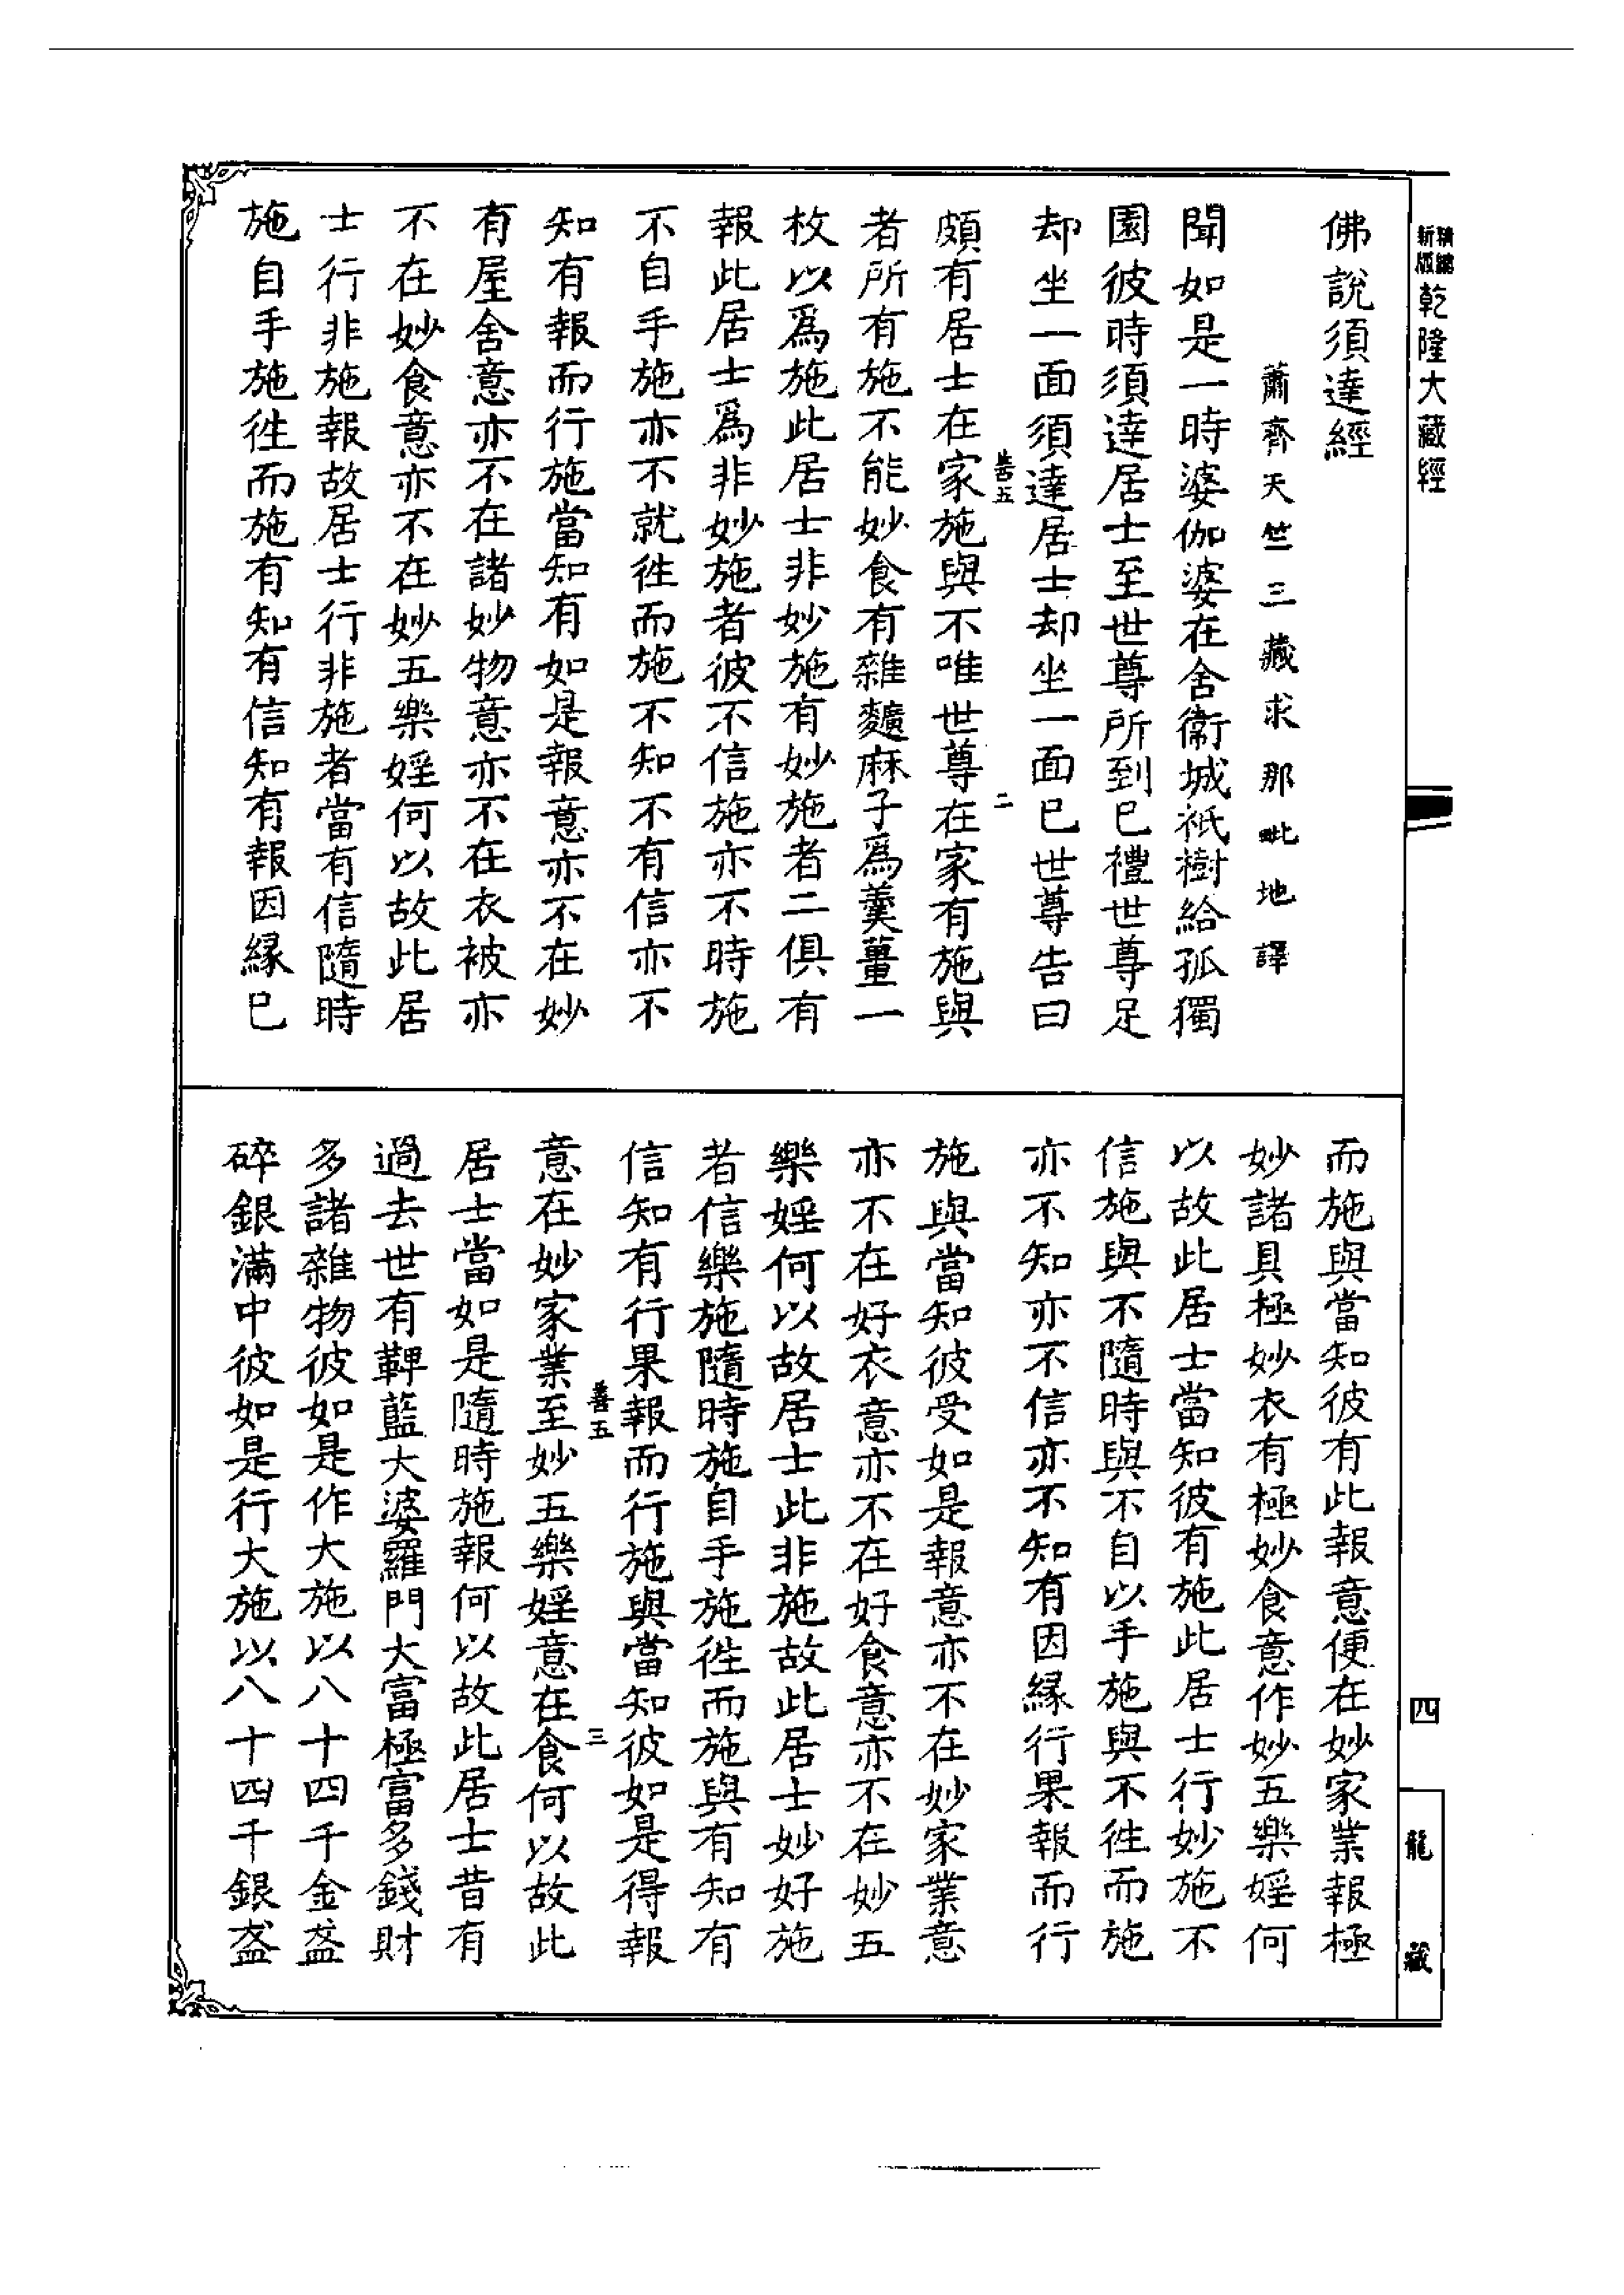 新版精編乾隆大藏經
佛說須達經
蕭齊天竺三藏求那毗地譯
聞如是一時婆伽婆在舍衛城祇樹給孤獨
園彼時須達居士至世尊所到已禮世尊足
却坐一面須達居士却坐一面已世尊告曰
善五
二
頗有居士在家施與不唯世尊在家有施與
者所有施不能妙食有雜麵麻子為羹薑一
枚以為施此居士非妙施有妙施者二俱有
報此居士為非妙施者彼不信施亦不時施
不自手施亦不就徃而施不知不有信亦不
知有報而行施當知有如是報意亦不在妙
有屋舍意亦不在諸妙物意亦不在衣被亦
不在妙食意亦不在妙五樂婬何以故此居
士行非施報故居士行非施者當有信隨時
施自手施徃而施有知有信知有報因緣已
而施與當知彼有此報意便在妙家業報極
妙諸具極妙衣有極妙食意作妙五樂婬何
以故此居士當知彼有施此居士行妙施不
信施與不隨時與不自以手施與不徃而施
亦不知亦不信亦不知有因緣行果報而行
施與當知彼受如是報意亦不在妙家業意
亦不在好衣意亦不在好食意亦不在妙五
樂婬何以故居士此非施故此居士妙好施
者信樂施隨時施自手施徃而施與有知有
信知有行果報而行施與當知彼如是得報
善五
三
意在妙家業至妙五樂婬意在食何以故此
居士當如是隨時施報何以故此居士昔有
過去世有鞞藍大婆羅門大富極富多錢財
多諸雜物彼如是作大施以八十四千金盋
碎銀滿中彼如是行大施以八十四千銀盋
四
龍藏